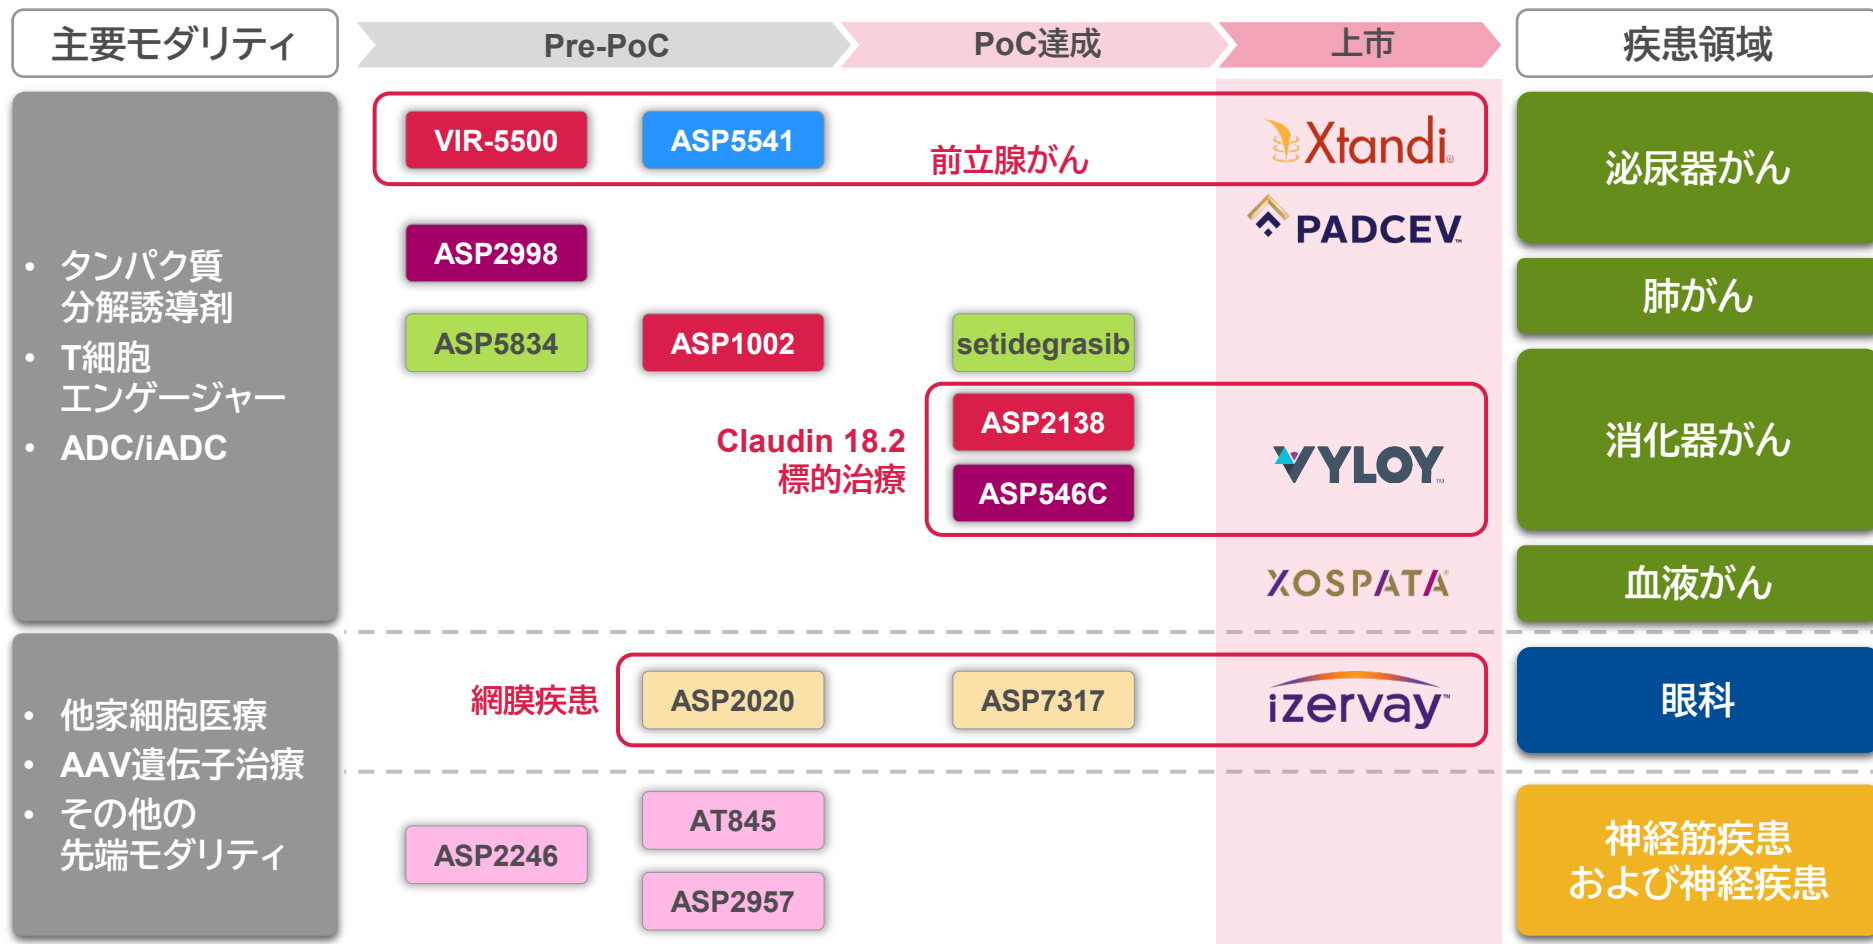 主要モダリティ
Pre-PoC
PoC達成
上市
疾患領域
• タンパク質
分解誘導剤
• T細胞
エンゲージャー
• ADC/iADC
VIR-5500
ASP5541
前立腺がん
Xtandi®
PADCEV™
ASP2998
ASP5834
ASP1002
setidegrasib
Claudin 18.2
標的治療
ASP2138
ASP546C
VYLOY™
XOSPATA®
泌尿器がん
肺がん
消化器がん
血液がん
• 他家細胞医療
• AAV遺伝子治療
• その他の
先端モダリティ
網膜疾患
ASP2020
ASP7317
izervay™
眼科
ASP2246
AT845
ASP2957
神経筋疾患
および神経疾患